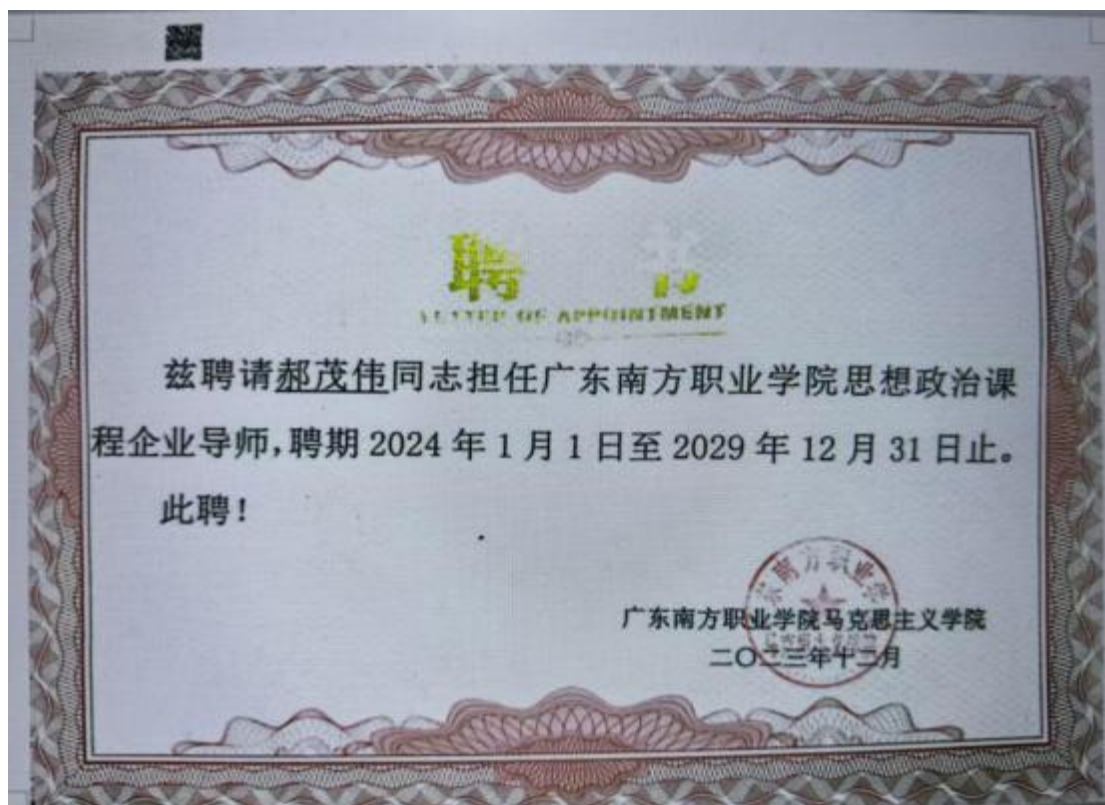 聘 书
LETTER OF APPOINTMENT
兹聘请郝茂伟同志担任广东南方职业学院思想政治课
程企业导师,聘期 2024 年 1 月 1 日至 2029 年 12 月 31 日止。
此聘!
广东南方职业学院马克思主义学院
二〇二三年十二月